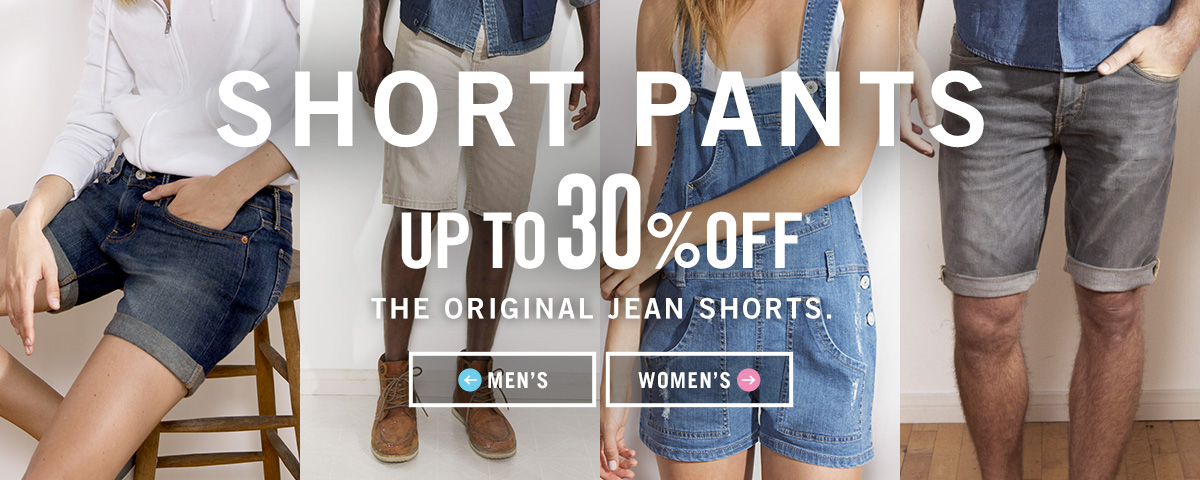 SHORT PANTS
UP TO 30% OFF
THE ORIGINAL JEAN SHORTS.
MEN'S
WOMEN'S